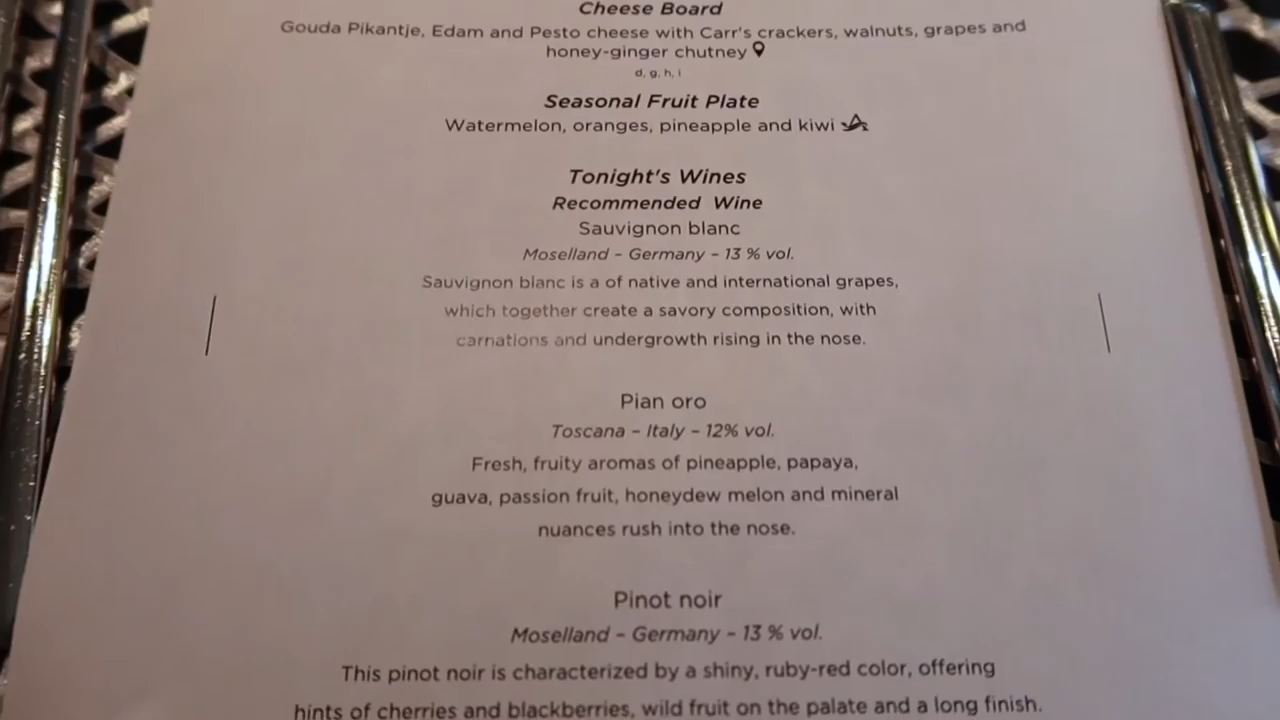 Cheese Board
Gouda Pikantje, Edam and Pesto cheese with Carr's crackers, walnuts, grapes and
honey-ginger chutney
d, g, h, i
Seasonal Fruit Plate
Watermelon, oranges, pineapple and kiwi
Tonight's Wines
Recommended Wine
Sauvignon blanc
Moselland – Germany – 13 % vol.
Sauvignon blanc is a of native and international grapes,
which together create a savory composition, with
carnations and undergrowth rising in the nose.
Pian oro
Toscana – Italy – 12% vol.
Fresh, fruity aromas of pineapple, papaya,
guava, passion fruit, honeydew melon and mineral
nuances rush into the nose.
Pinot noir
Moselland – Germany – 13 % vol.
This pinot noir is characterized by a shiny, ruby-red color, offering
hints of cherries and blackberries, wild fruit on the palate and a long finish.